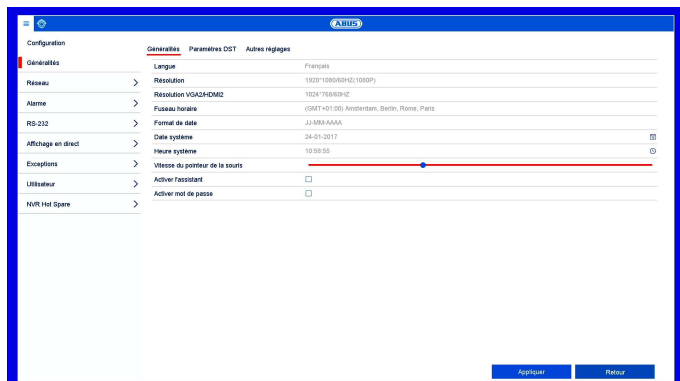 ABUS
Configuration
Généralités
Réseau
Alarme
RS-232
Affichage en direct
Exceptions
Utilisateur
NVR Hot Spare
Généralités Paramètres DST Autres réglages
Langue Français
Résolution 1920*1080/60HZ(1080P)
Résolution VGA2/HDMI2 1024*768/60HZ
Fuseau horaire (GMT+01:00) Amsterdam, Berlin, Rome, Paris
Format de date JJ-MM-AAAA
Date système 24-01-2017
Heure système 10:58:55
Vitesse du pointeur de la souris
Activer l'assistant
Activer mot de passe
Appliquer Retour